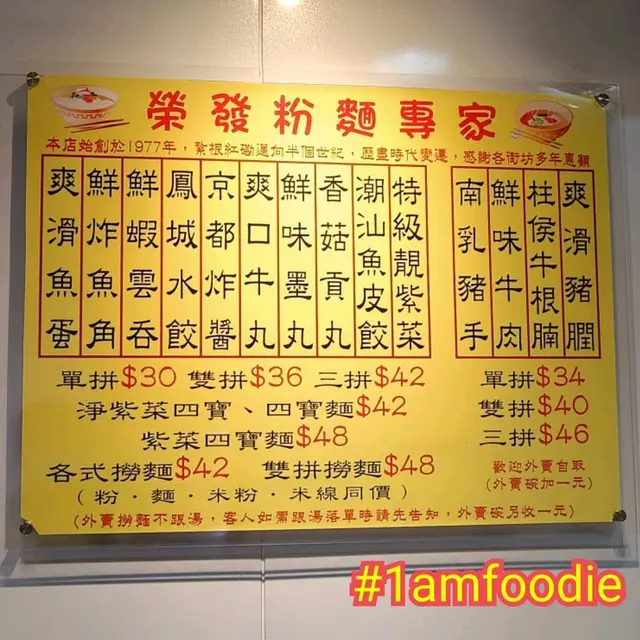 榮發粉麵專家
本店始創於1977年，紮根紅磡邁向半個世紀，歷盡時代變遷，感謝各街坊多年惠顧
爽滑魚蛋
鮮炸魚角
鮮蝦雲吞
鳳城水餃
京都炸醬
爽口牛丸
鮮味墨丸
香菇貢丸
潮汕魚皮餃
特級靚紫菜
南乳豬手
鮮味牛肉
柱侯牛根腩
爽滑豬膶
單拼$30 雙拼$36 三拼$42
淨紫菜四寶、四寶麵$42
紫菜四寶麵$48
各式撈麵$42 雙拼撈麵$48
(粉·麵·米粉·米線同價)
單拼$34
雙拼$40
三拼$46
歡迎外賣自取
(外賣碗加一元)
(外賣撈麵不跟湯，客人如需跟湯落單時請先告知，外賣碗另收一元)
#1amfoodie